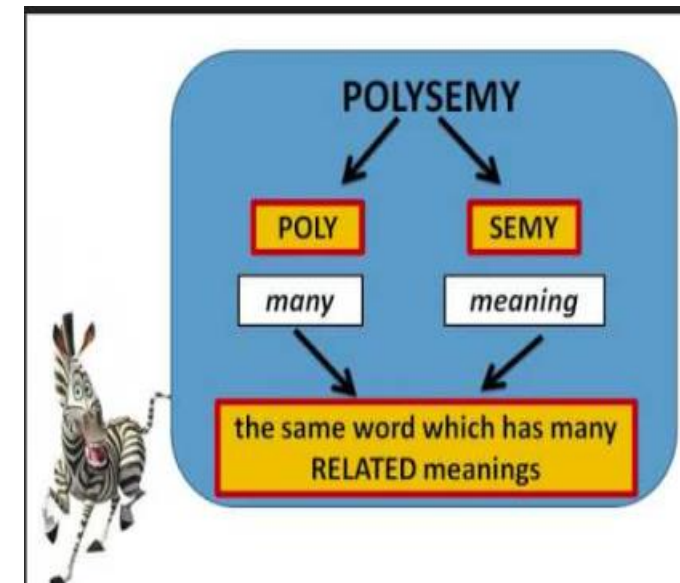 POLYSEMY
POLY
SEMY
many
meaning
the same word which has many
RELATED meanings